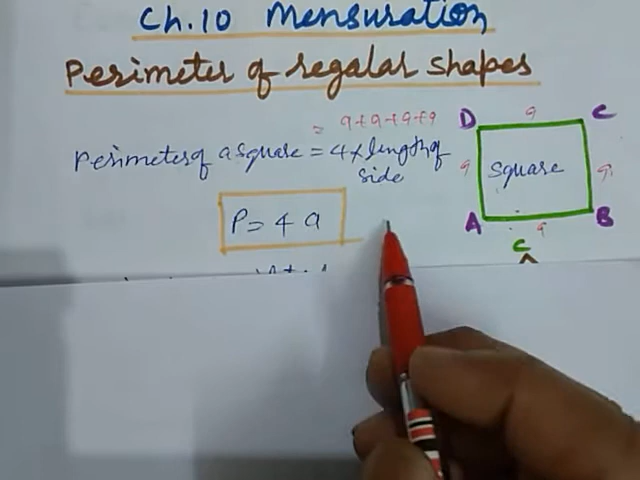 Ch.10 Mensuration
Perimeter of regalar shapes
= a+a+a+a
Perimeter of a square = 4 x length of
side
P = 4 a
D a C
a square a
A a B
C